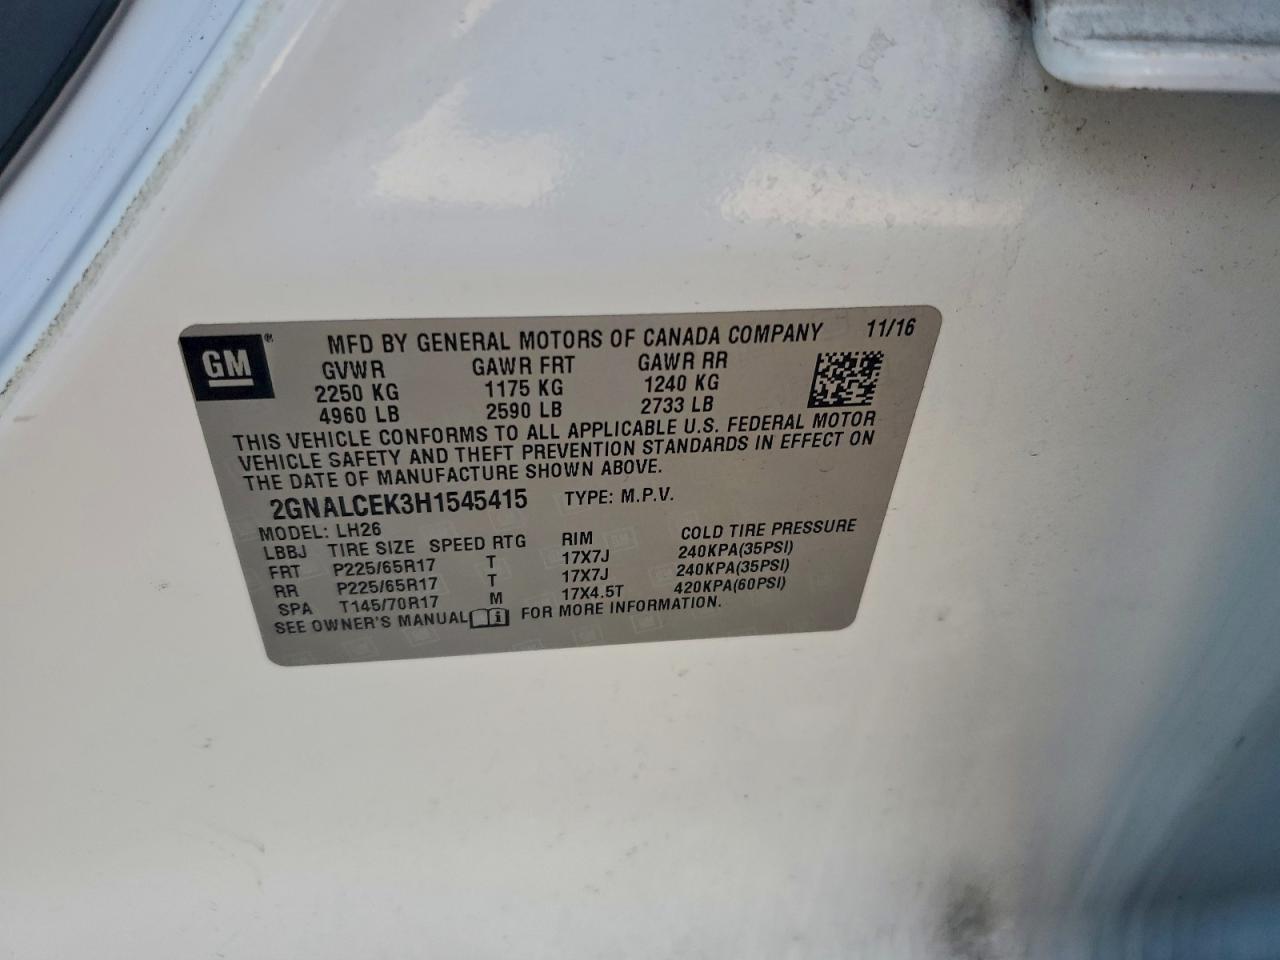 GM ® MFD BY GENERAL MOTORS OF CANADA COMPANY 11/16
GVWR GAWR FRT GAWR RR
2250 KG 1175 KG 1240 KG
4960 LB 2590 LB 2733 LB
THIS VEHICLE CONFORMS TO ALL APPLICABLE U.S. FEDERAL MOTOR
VEHICLE SAFETY AND THEFT PREVENTION STANDARDS IN EFFECT ON
THE DATE OF MANUFACTURE SHOWN ABOVE.
2GNALCEK3H1545415 TYPE: M.P.V.
MODEL: LH26
LBBJ TIRE SIZE SPEED RTG RIM COLD TIRE PRESSURE
FRT P225/65R17 T 17X7J 240KPA(35PSI)
RR P225/65R17 T 17X7J 240KPA(35PSI)
SPA T145/70R17 M 17X4.5T 420KPA(60PSI)
SEE OWNER'S MANUAL FOR MORE INFORMATION.